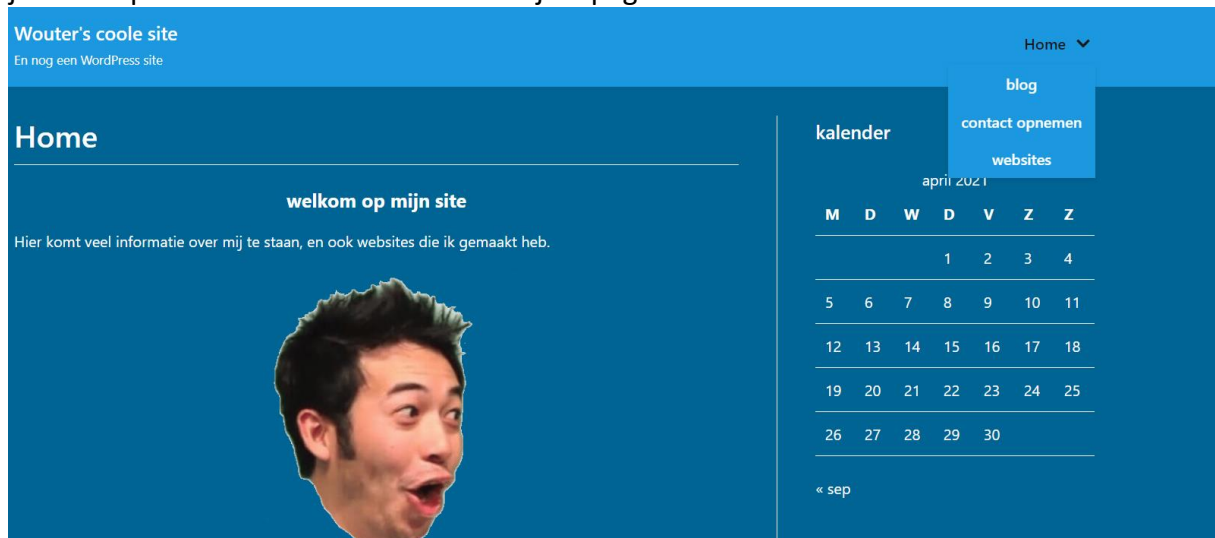 Wouter's coole site
En nog een WordPress site
Home
blog
contact opnemen
websites
Home
welkom op mijn site
Hier komt veel informatie over mij te staan, en ook websites die ik gemaakt heb.
kalender
april 2021
M D W D V Z Z
1 2 3 4
5 6 7 8 9 10 11
12 13 14 15 16 17 18
19 20 21 22 23 24 25
26 27 28 29 30
« sep